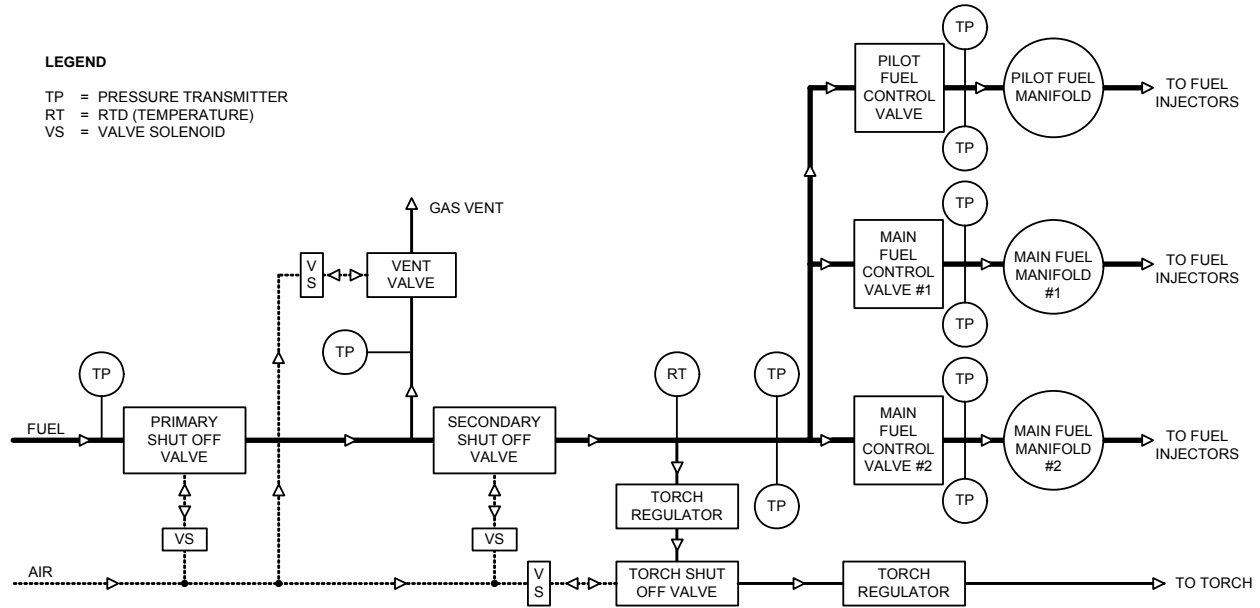 LEGEND
TP = PRESSURE TRANSMITTER
RT = RTD (TEMPERATURE)
VS = VALVE SOLENOID
TP
PILOT
FUEL
CONTROL
VALVE
PILOT FUEL
MANIFOLD
TO FUEL
INJECTORS
TP
GAS VENT
V
S
VENT
VALVE
TP
TP
MAIN
FUEL
CONTROL
VALVE #1
MAIN FUEL
MANIFOLD
#1
TO FUEL
INJECTORS
TP
TP
FUEL
PRIMARY
SHUT OFF
VALVE
SECONDARY
SHUT OFF
VALVE
RT
TP
TP
MAIN
FUEL
CONTROL
VALVE #2
MAIN FUEL
MANIFOLD
#2
TO FUEL
INJECTORS
TP
TP
VS
VS
TORCH
REGULATOR
AIR
V
S
TORCH SHUT
OFF VALVE
TORCH
REGULATOR
TO TORCH